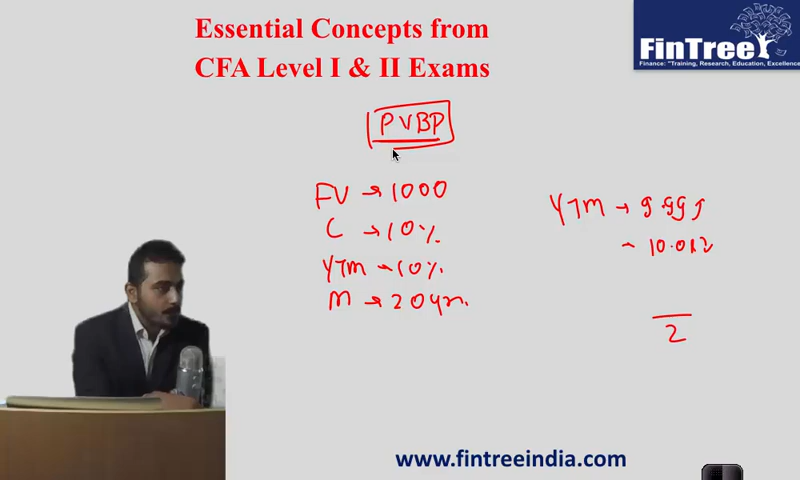 Essential Concepts from
CFA Level I & II Exams
FinTree
Finance: "Training, Research, Education, Excellence
PVBP
FV → 1000
C → 10%
YTM → 10%
M → 20yrs.
YTM → 9.99%
→ 10.01%
2
www.fintreeindia.com